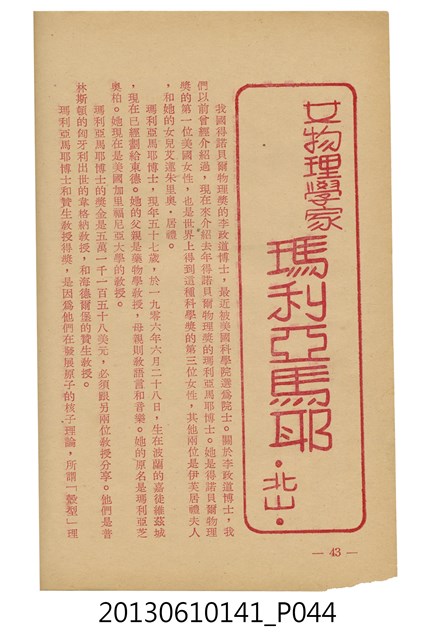 女物理學家
瑪利亞馬耶
·北山·
我國得諾貝爾物理獎的李政道博士,最近被美國科學院選為院士。關於李政道博士,我
們以前曾經介紹過,現在來介紹去年得諾貝爾物理獎的瑪利亞馬耶博士。她是得諾貝爾物理
獎的第一位美國女性,也是世界上得到這種科學獎的第三位女性,其他兩位是伊芙居禮夫人
,和她的女兒艾蓮朱里奧·居禮。
瑪利亞馬耶博士,現年五十七歲,於一九零六年六月二十八日,生在波蘭的嘉徒維茲城
,現在已經劃給東德。她的父親是藥物學教授,母親則教語言和音樂。她的原名是瑪利亞芝
奧柏。她現在是美國加里福尼亞大學的教授。
瑪利亞馬耶博士的獎金是五萬一千一百五十八美元,必須跟另兩位教授分享。他們是普
林斯頓的匈牙利出世的韋格納教授,和海德爾堡的贊生教授。
瑪利亞馬耶博士和贊生教授得獎,是因為他們在發展原子的核子理論,所謂「殼型」理
— 43 —
20130610141_P044